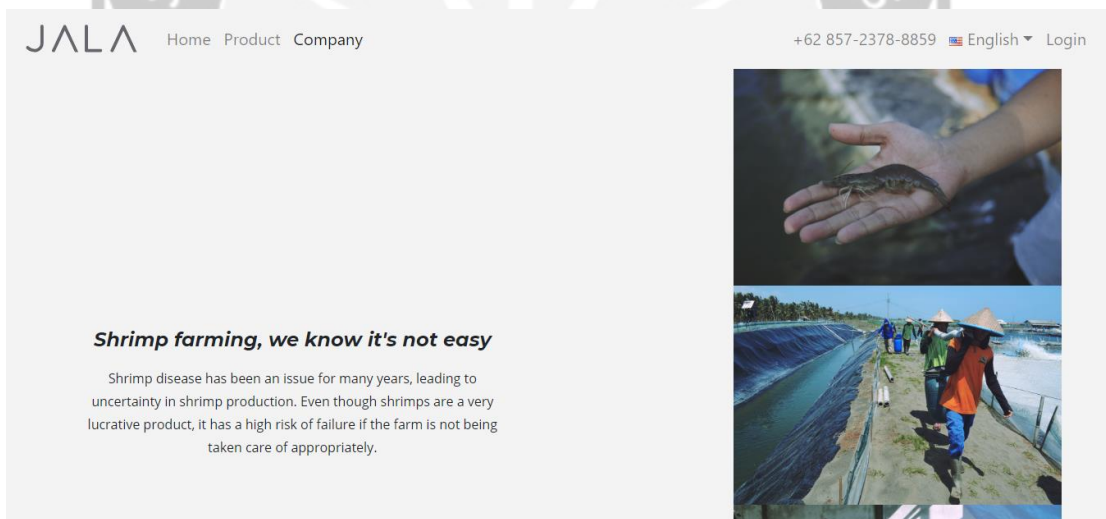 JALA Home Product Company +62 857-2378-8859 English Login
Shrimp farming, we know it's not easy
Shrimp disease has been an issue for many years, leading to
uncertainty in shrimp production. Even though shrimps are a very
lucrative product, it has a high risk of failure if the farm is not being
taken care of appropriately.